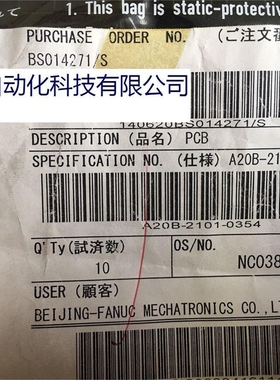 1. This bag is static-protective
PURCHASE ORDER NO. (ご注文番
BS014271/S
自动化科技有限公司
140620BS014271/S
DESCRIPTION (品名) PCB
SPECIFICATION NO. (仕様) A20B-21
A20B-2101-0354
Q'Ty(試済数) OS/NO.
10 NC038
USER (顧客)
BEIJING-FANUC MECHATRONICS CO.,L